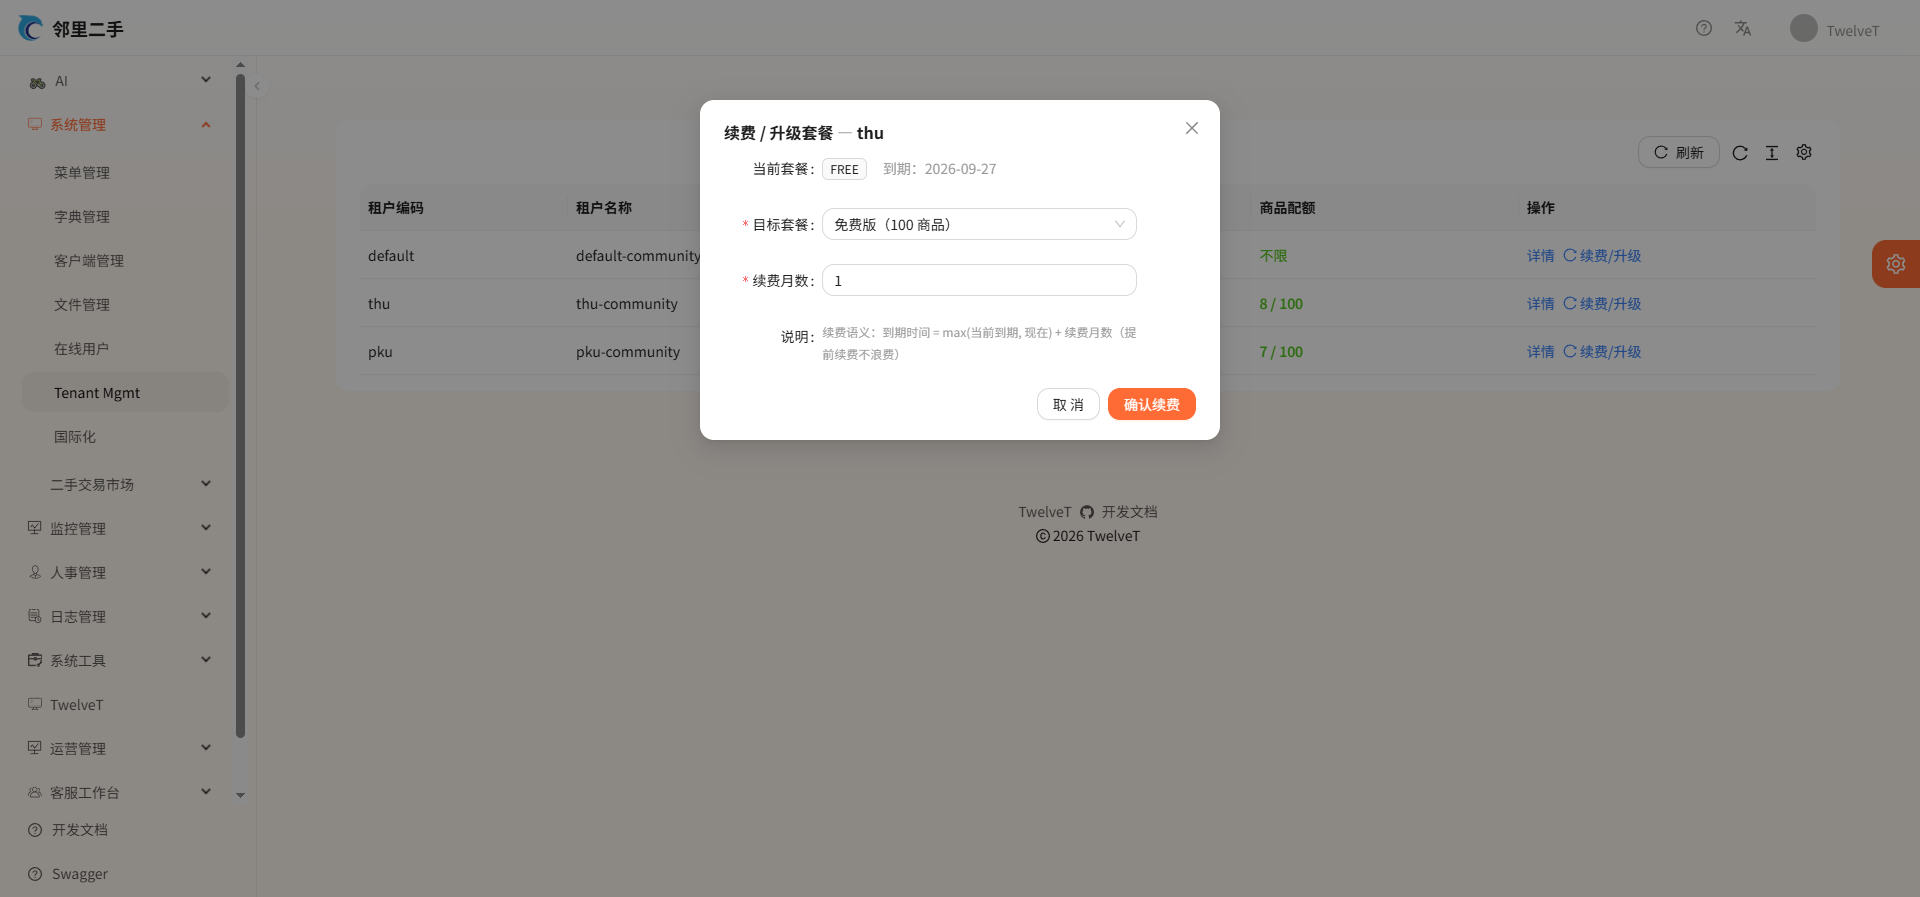 邻里二手
TwelveT
AI
系统管理
菜单管理
字典管理
客户端管理
文件管理
在线用户
Tenant Mgmt
国际化
二手交易市场
监控管理
人事管理
日志管理
系统工具
TwelveT
运营管理
客服工作台
开发文档
Swagger
刷新
租户编码 租户名称 商品配额 操作
default default-community 不限 详情 续费/升级
thu thu-community 8 / 100 详情 续费/升级
pku pku-community 7 / 100 详情 续费/升级
续费 / 升级套餐 — thu
当前套餐: FREE 到期：2026-09-27
* 目标套餐: 免费版（100 商品）
* 续费月数: 1
说明: 续费语义：到期时间 = max(当前到期, 现在) + 续费月数（提
前续费不浪费）
取 消 确认续费
TwelveT 开发文档
© 2026 TwelveT